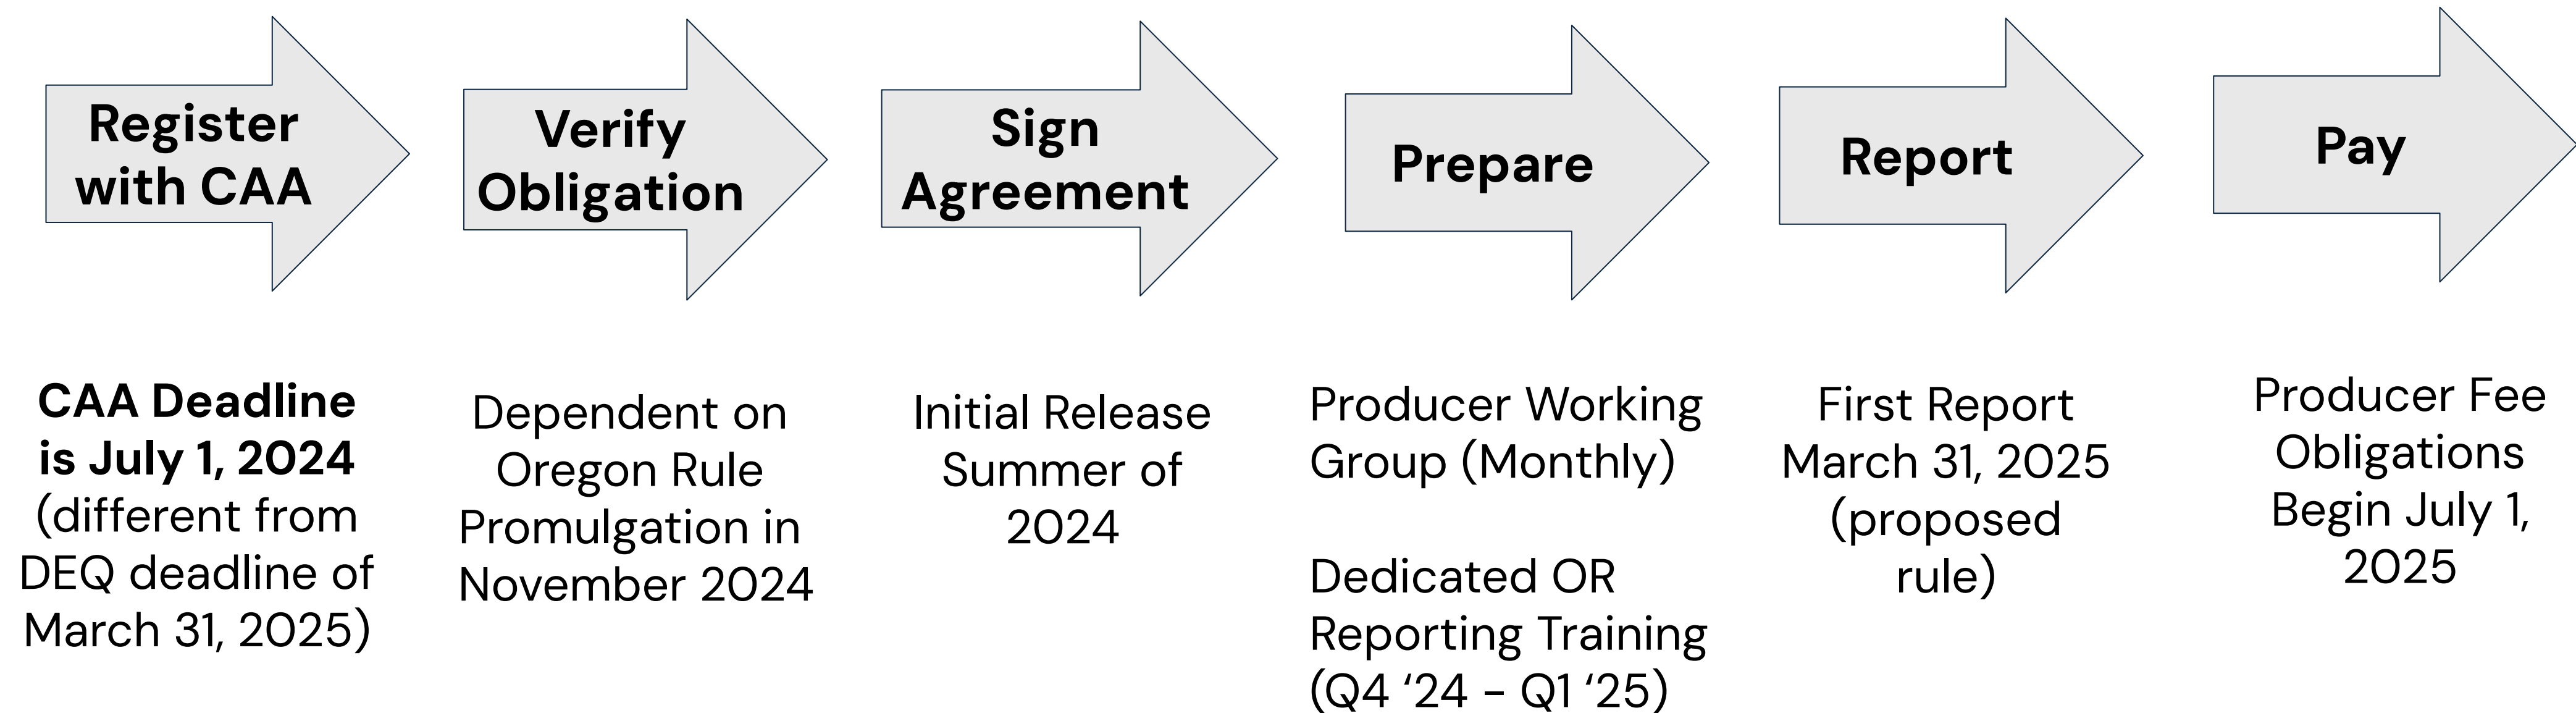 Register
with CAA
Verify
Obligation
Sign
Agreement
Prepare
Report
Pay
CAA Deadline
is July 1, 2024
(different from
DEQ deadline of
March 31, 2025)
Dependent on
Oregon Rule
Promulgation in
November 2024
Initial Release
Summer of
2024
Producer Working
Group (Monthly)
Dedicated OR
Reporting Training
(Q4 ‘24 - Q1 ‘25)
First Report
March 31, 2025
(proposed
rule)
Producer Fee
Obligations
Begin July 1,
2025